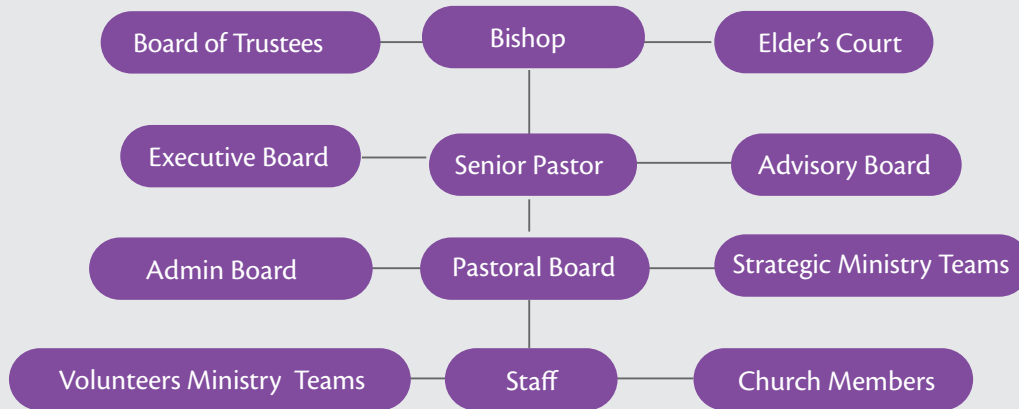 Board of Trustees
Bishop
Elder’s Court
Executive Board
Senior Pastor
Advisory Board
Admin Board
Pastoral Board
Strategic Ministry Teams
Volunteers Ministry  Teams
Staff
Church Members